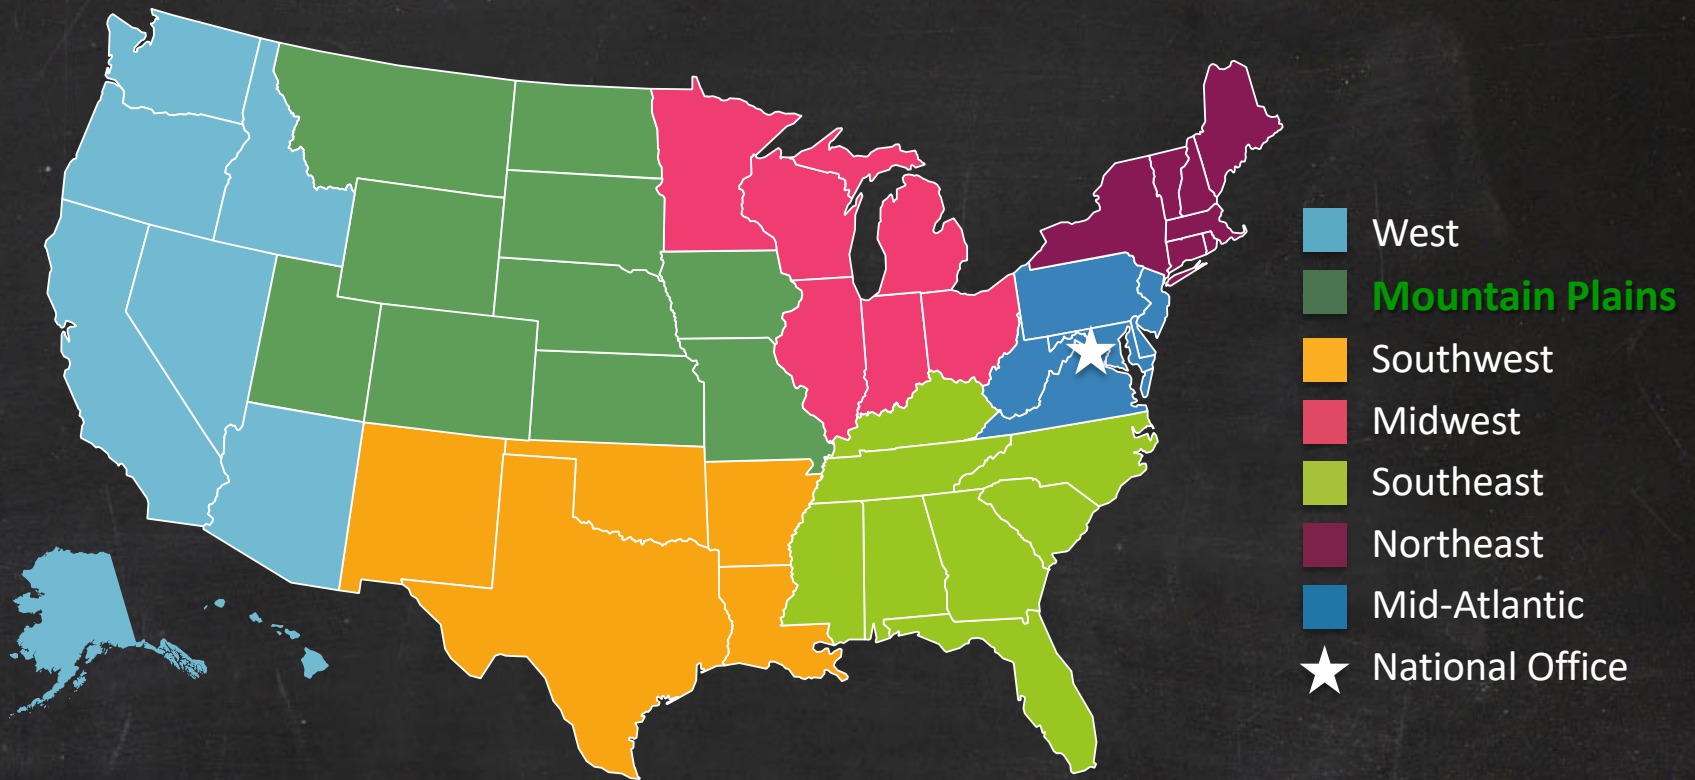 West
Mountain Plains
Southwest
Midwest
Southeast
Northeast
Mid-Atlantic
National Office